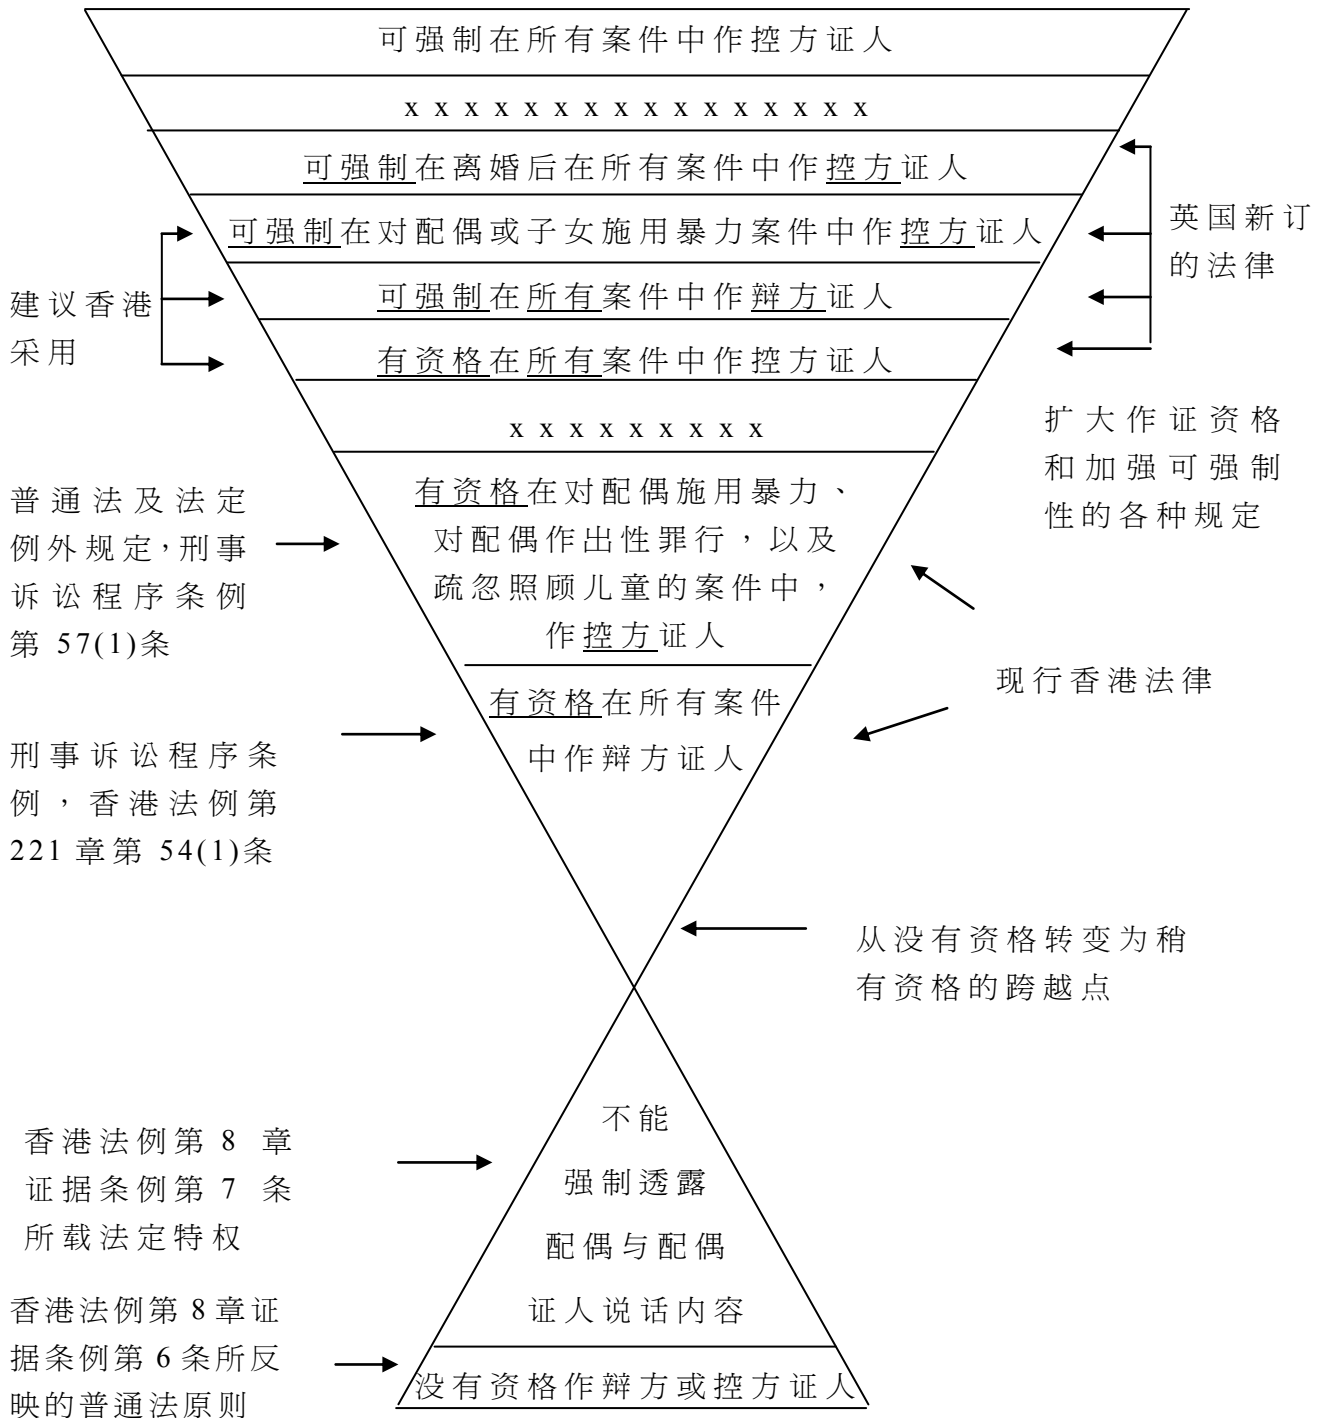 可强制在所有案件中作控方证人
x x x x x x x x x x x x x x x x
可强制在离婚后在所有案件中作控方证人
可强制在对配偶或子女施用暴力案件中作控方证人
英国新订
的法律
建议香港
采用
可强制在所有案件中作辩方证人
有资格在所有案件中作控方证人
x x x x x x x x x
扩大作证资格
和加强可强制
性的各种规定
普通法及法定
例外规定，刑事
诉讼程序条例
第 57(1)条
有资格在对配偶施用暴力、
对配偶作出性罪行，以及
疏忽照顾儿童的案件中，
作控方证人
现行香港法律
有资格在所有案件
中作辩方证人
刑事诉讼程序条
例，香港法例第
221 章第 54(1)条
从没有资格转变为稍
有资格的跨越点
不能
强制透露
配偶与配偶
证人说话内容
香港法例第 8 章
证据条例第 7 条
所载法定特权
香港法例第 8 章证
据条例第 6 条所反
映的普通法原则
没有资格作辩方或控方证人